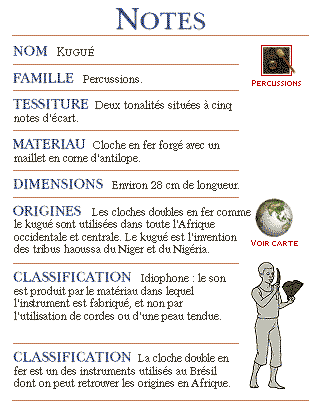 NOTES
NOM KUGUÉ
FAMILLE Percussions.
PERCUSSIONS
TESSITURE Deux tonalités situées à cinq
notes d'écart.
MATERIAU Cloche en fer forgé avec un
maillet en corne d'antilope.
DIMENSIONS Environ 28 cm de longueur.
ORIGINES Les cloches doubles en fer comme
le kugué sont utilisées dans toute l'Afrique
occidentale et centrale. Le kugué est l'invention
des tribus haoussa du Niger et du Nigéria.
VOIR CARTE
CLASSIFICATION Idiophone : le son
est produit par le matériau dans lequel
l'instrument est fabriqué, et non par
l'utilisation de cordes ou d'une peau tendue.
CLASSIFICATION La cloche double en
fer est un des instruments utilisés au Brésil
dont on peut retrouver les origines en Afrique.